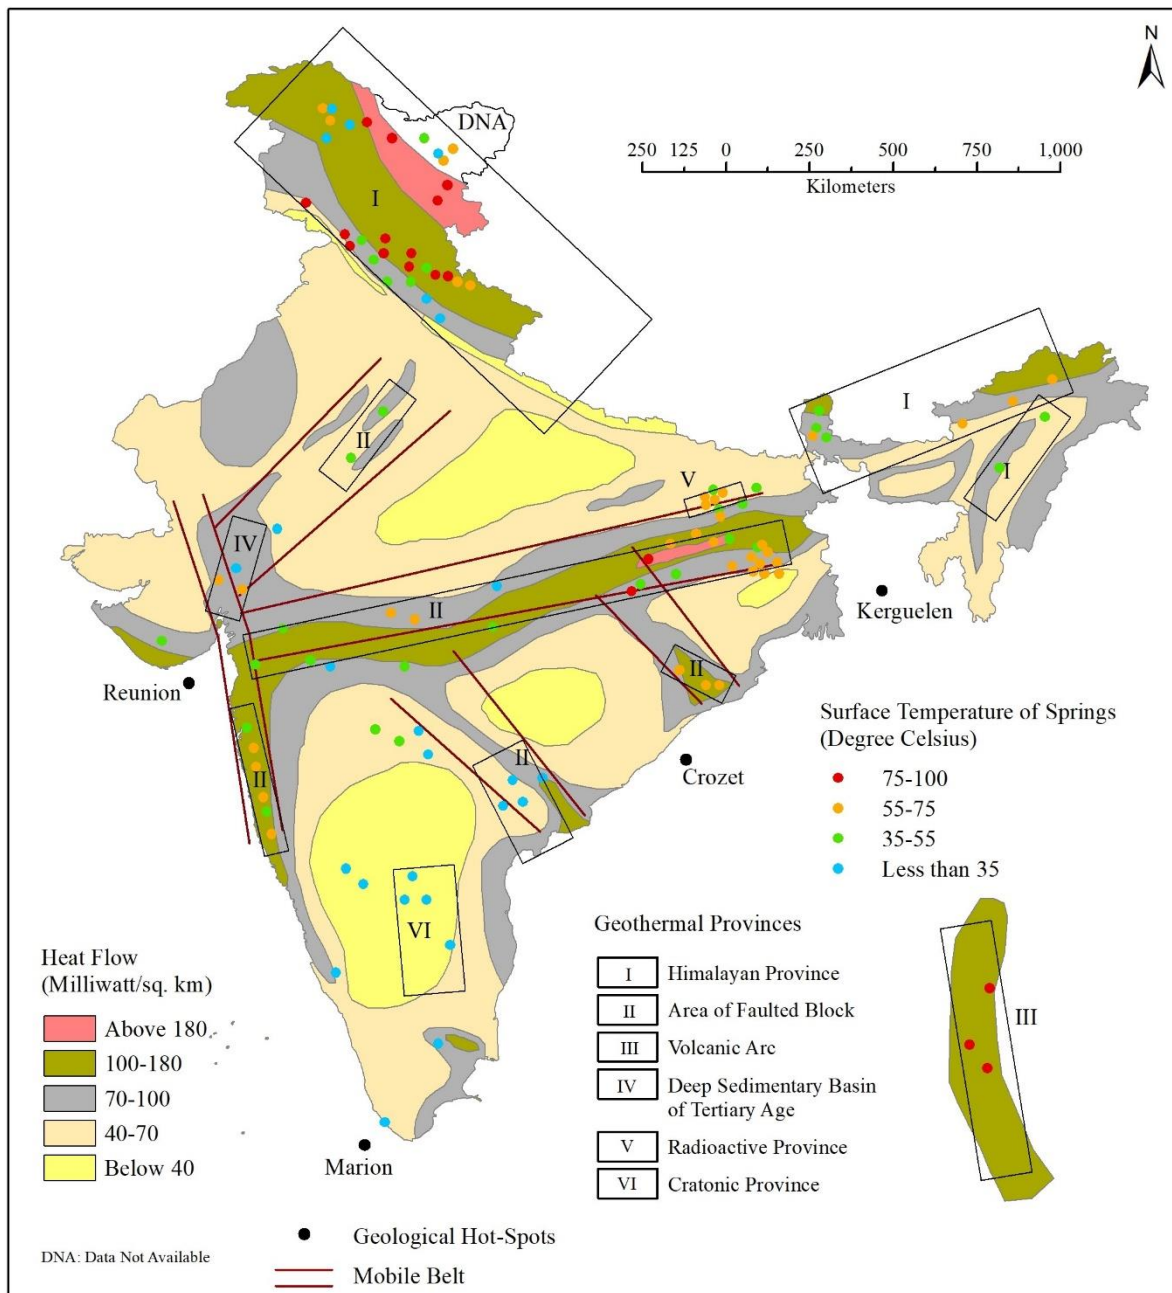 N
DNA
250 125 0 250 500 750 1,000
Kilometers
I
I
I
II
V
IV
II
Kerguelen
II
Reunion
Surface Temperature of Springs
(Degree Celsius)
75-100
55-75
35-55
Less than 35
II
Crozet
II
VI
Geothermal Provinces
I Himalayan Province
II Area of Faulted Block
III Volcanic Arc
IV Deep Sedimentary Basin
of Tertiary Age
V Radioactive Province
VI Cratonic Province
III
Heat Flow
(Milliwatt/sq. km)
Above 180
100-180
70-100
40-70
Below 40
Marion
Geological Hot-Spots
DNA: Data Not Available
Mobile Belt